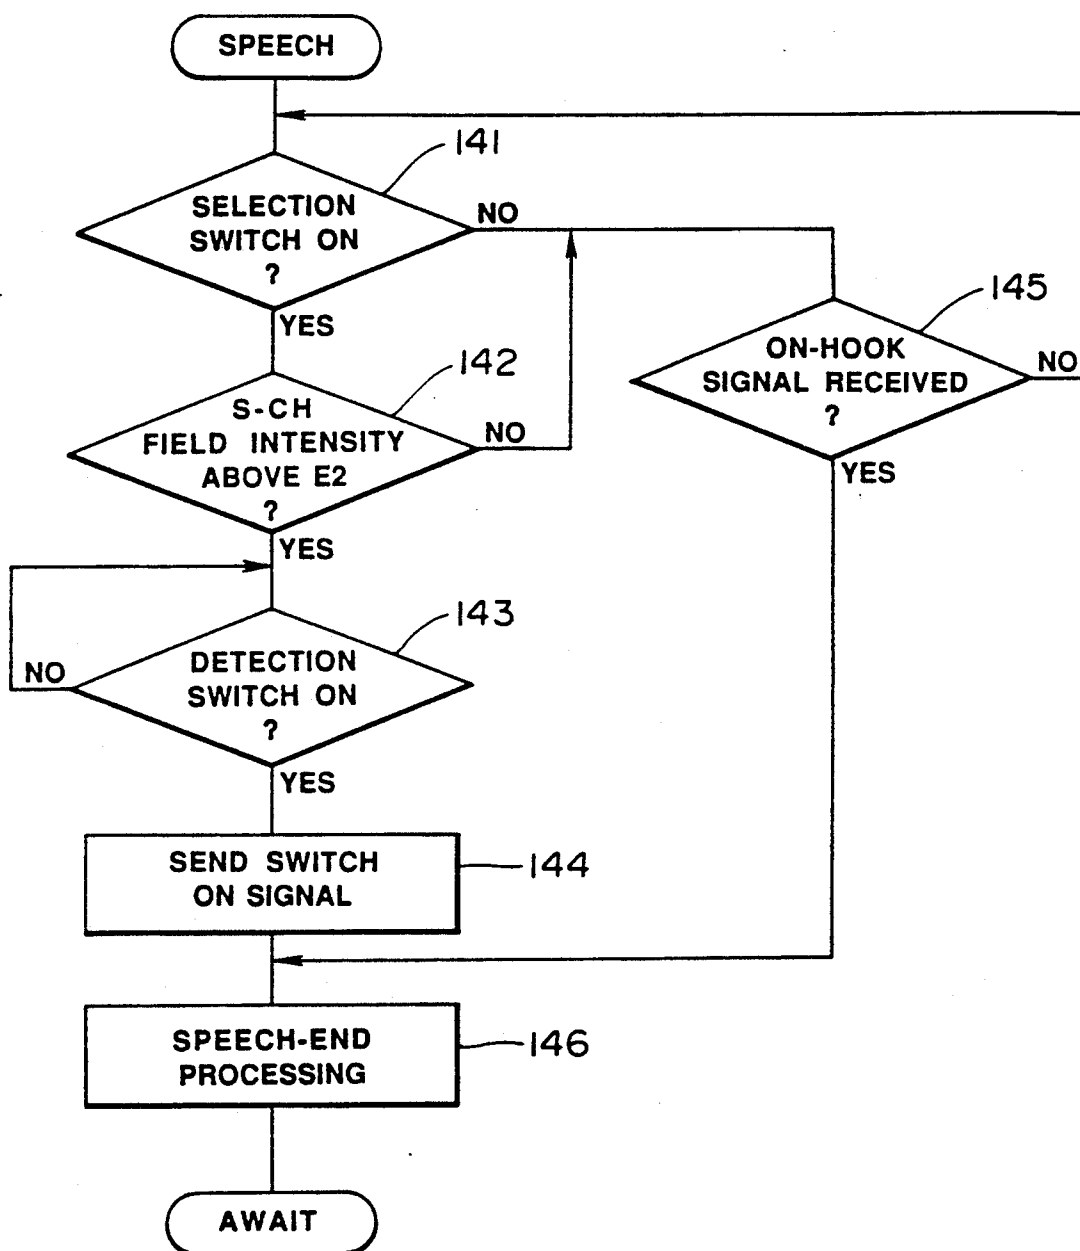 SPEECH
141
SELECTION
SWITCH ON
?
NO
YES
142
S-CH
FIELD INTENSITY
ABOVE E2
?
NO
YES
145
ON-HOOK
SIGNAL RECEIVED
?
NO
YES
143
DETECTION
SWITCH ON
?
NO
YES
SEND SWITCH
ON SIGNAL
144
SPEECH-END
PROCESSING
146
AWAIT